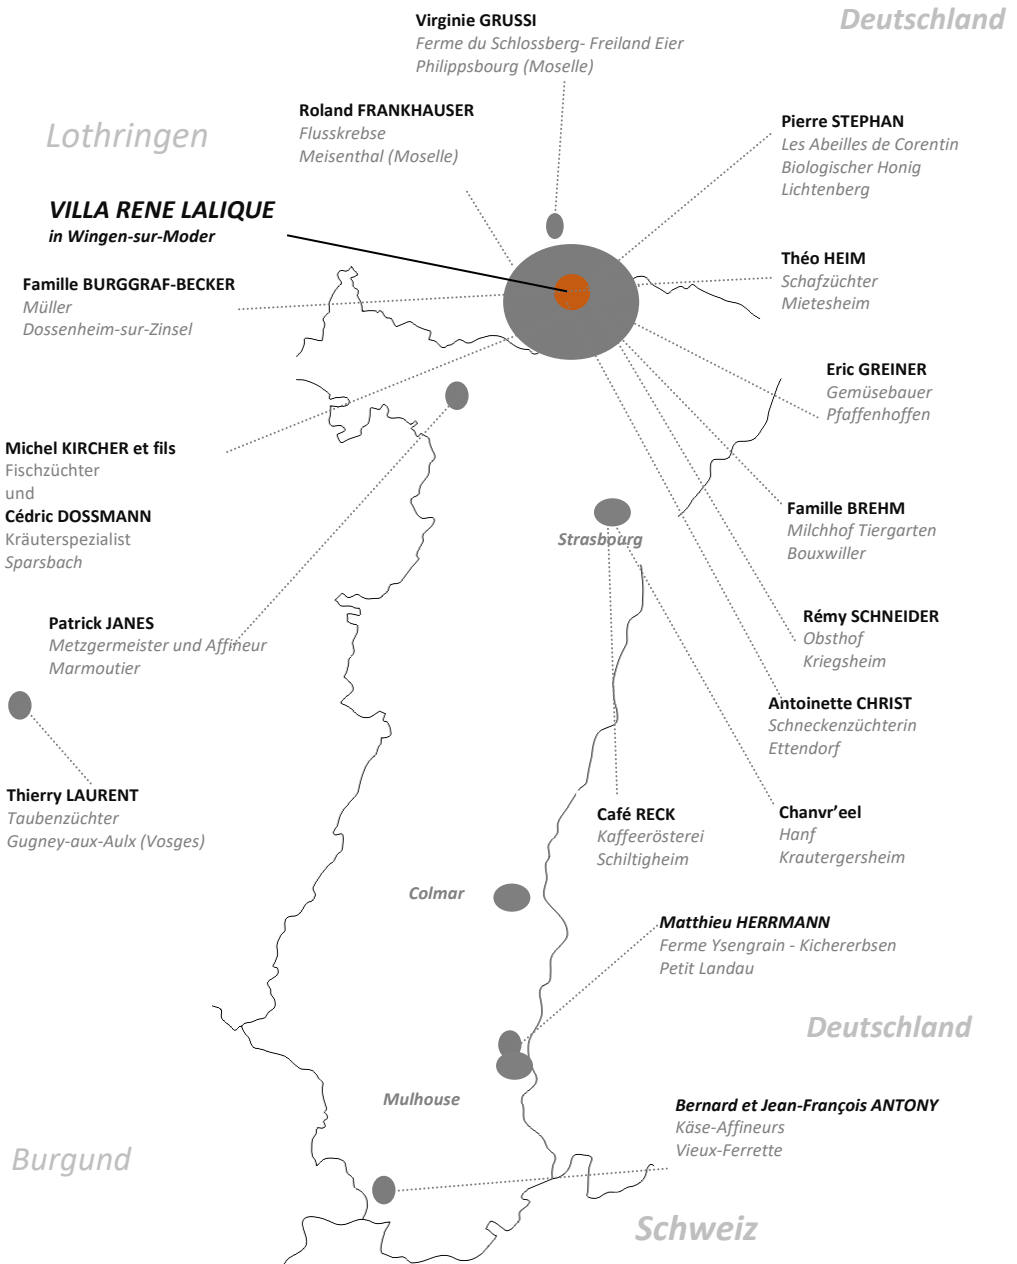 Virginie GRUSSI
Ferme du Schlossberg- Freiland Eier
Philippsbourg (Moselle)
Deutschland
Roland FRANKHAUSER
Flusskrebse
Meisenthal (Moselle)
Lothringen
Pierre STEPHAN
Les Abeilles de Corentin
Biologischer Honig
Lichtenberg
VILLA RENE LALIQUE
in Wingen-sur-Moder
Théo HEIM
Schafzüchter
Mietesheim
Famille BURGGRAF-BECKER
Müller
Dossenheim-sur-Zinsel
Eric GREINER
Gemüsebauer
Pfaffenhoffen
Michel KIRCHER et fils
Fischzüchter
und
Cédric DOSSMANN
Kräuterspezialist
Sparsbach
Famille BREHM
Milchhof Tiergarten
Bouxwiller
Strasbourg
Patrick JANES
Metzgermeister und Affineur
Marmoutier
Rémy SCHNEIDER
Obsthof
Kriegsheim
Antoinette CHRIST
Schneckenzüchterin
Ettendorf
Thierry LAURENT
Taubenzüchter
Gugney-aux-Aulx (Vosges)
Café RECK
Kaffeerösterei
Schiltigheim
Chanvr’eel
Hanf
Krautergersheim
Colmar
Matthieu HERRMANN
Ferme Ysengrain - Kichererbsen
Petit Landau
Deutschland
Mulhouse
Bernard et Jean-François ANTONY
Käse-Affineurs
Vieux-Ferrette
Burgund
Schweiz